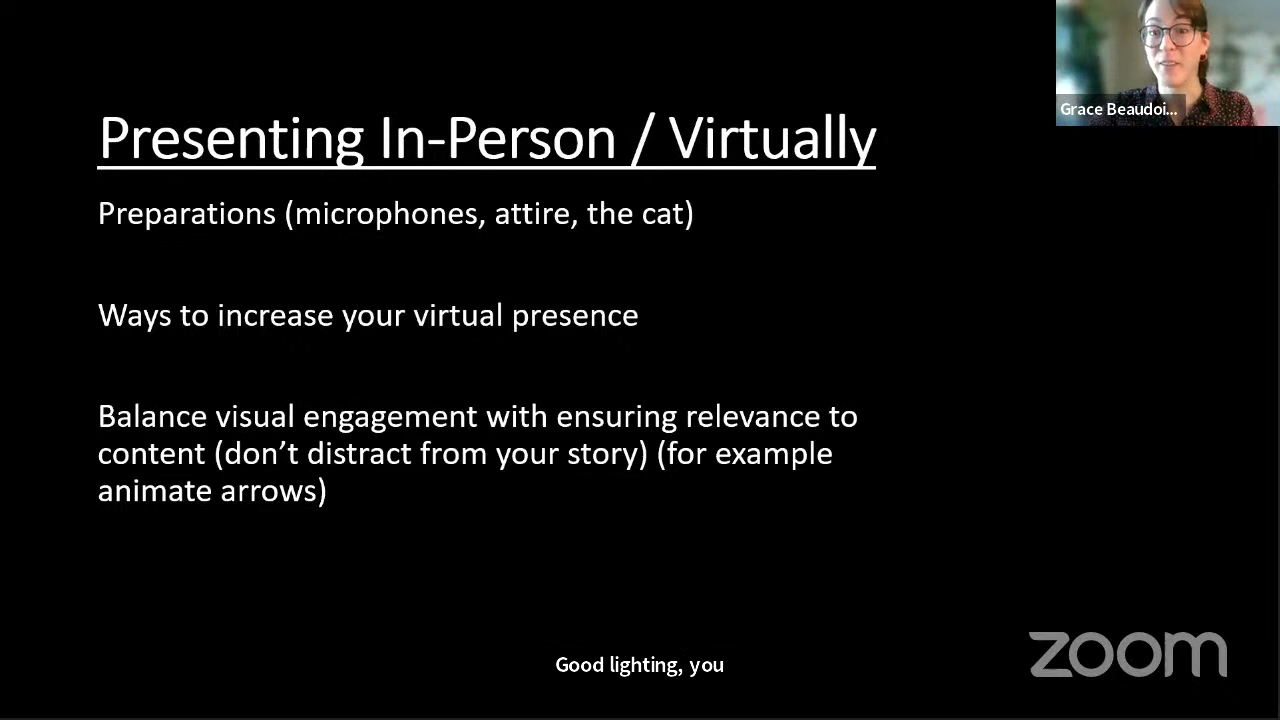 Grace Beaudoi...
Presenting In-Person / Virtually
Preparations (microphones, attire, the cat)
Ways to increase your virtual presence
Balance visual engagement with ensuring relevance to
content (don’t distract from your story) (for example
animate arrows)
Good lighting, you
zoom